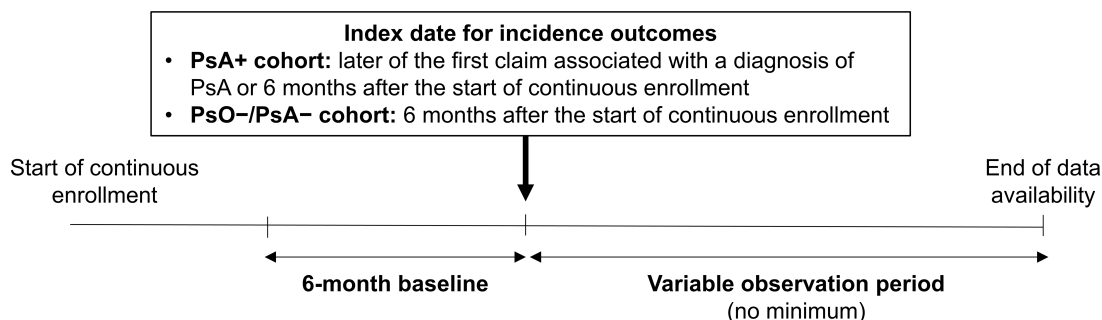 Index date for incidence outcomes
• PsA+ cohort: later of the first claim associated with a diagnosis of
PsA or 6 months after the start of continuous enrollment
• PsO−/PsA− cohort: 6 months after the start of continuous enrollment
Start of continuous
enrollment
End of data
availability
6-month baseline
Variable observation period
(no minimum)